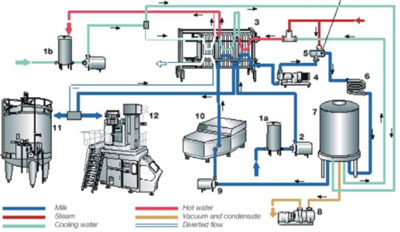 1b
3
5
4
6
7
1a
2
10
11
12
9
8
Milk
Steam
Cooling water
Hot water
Vacuum and condensate
Diverted flow